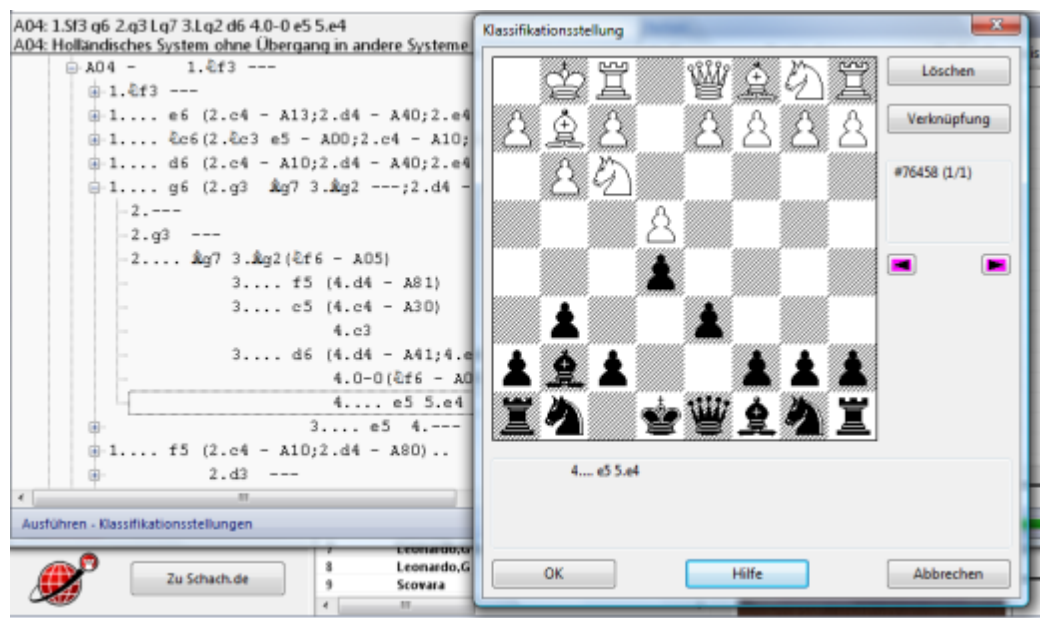 A04: 1.Sf3 g6 2.g3 Lg7 3.Lg2 d6 4.0-0 e5 5.e4
A04: Holländisches System ohne Übergang in andere Systeme
A04 - 1.♘f3 ---
1.♘f3 ---
1.... e6 (2.c4 - A13;2.d4 - A40;2.e4
1.... ♘c6(2.♘c3 e5 - A00;2.c4 - A10;
1.... d6 (2.c4 - A10;2.d4 - A40;2.e4
1.... g6 (2.g3 ♗g7 3.♗g2 ---;2.d4 -
2.---
2.g3 ---
2.... ♗g7 3.♗g2(♘f6 - A05)
3.... f5 (4.d4 - A81)
3.... c5 (4.c4 - A30)
4.c3
3.... d6 (4.d4 - A41;4.e
4.0-0(♘f6 - A0
4.... e5 5.e4
3.... e5 4.---
1.... f5 (2.c4 - A10;2.d4 - A80)..
2.d3 ---
Ausführen - Klassifikationsstellungen
Zu Schach.de
7 Leonardo,G
8 Leonardo,G
9 Scovara
Klassifikationsstellung
Löschen
Verknüpfung
#76458 (1/1)
4.... e5 5.e4
OK
Hilfe
Abbrechen